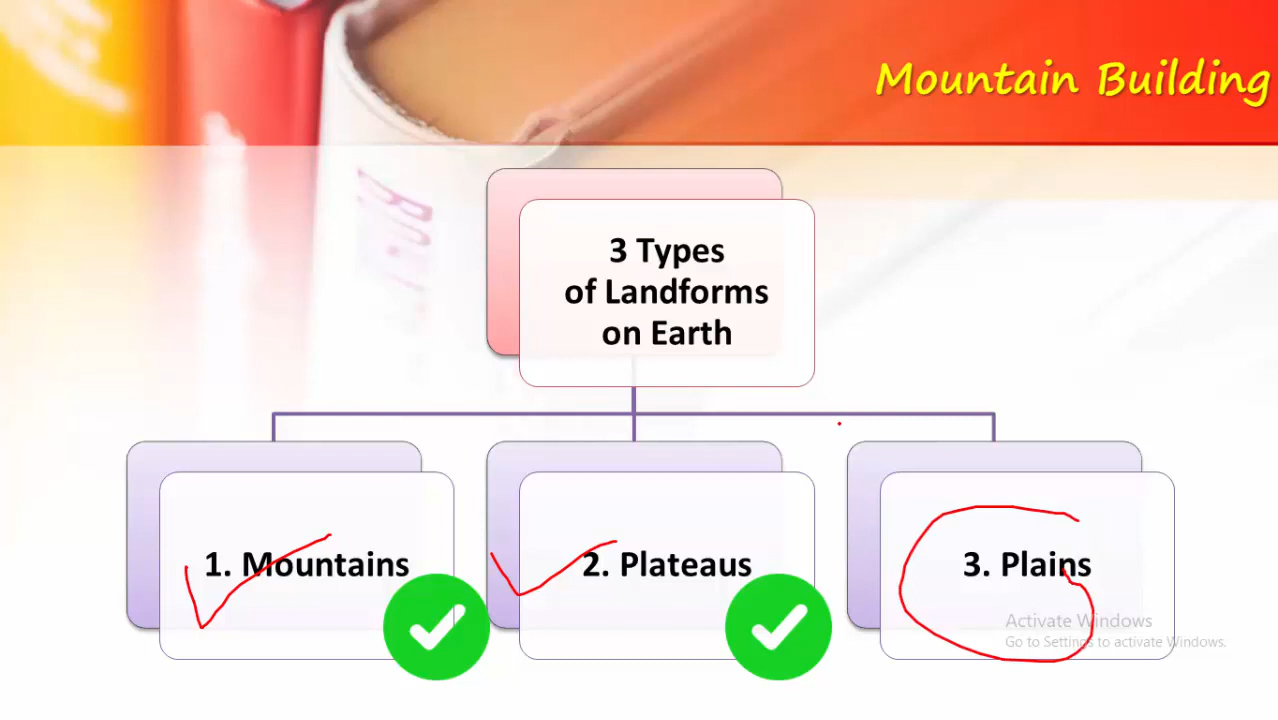 Mountain Building
3 Types
of Landforms
on Earth
1. Mountains
2. Plateaus
3. Plains
Activate Windows
Go to Settings to activate Windows.